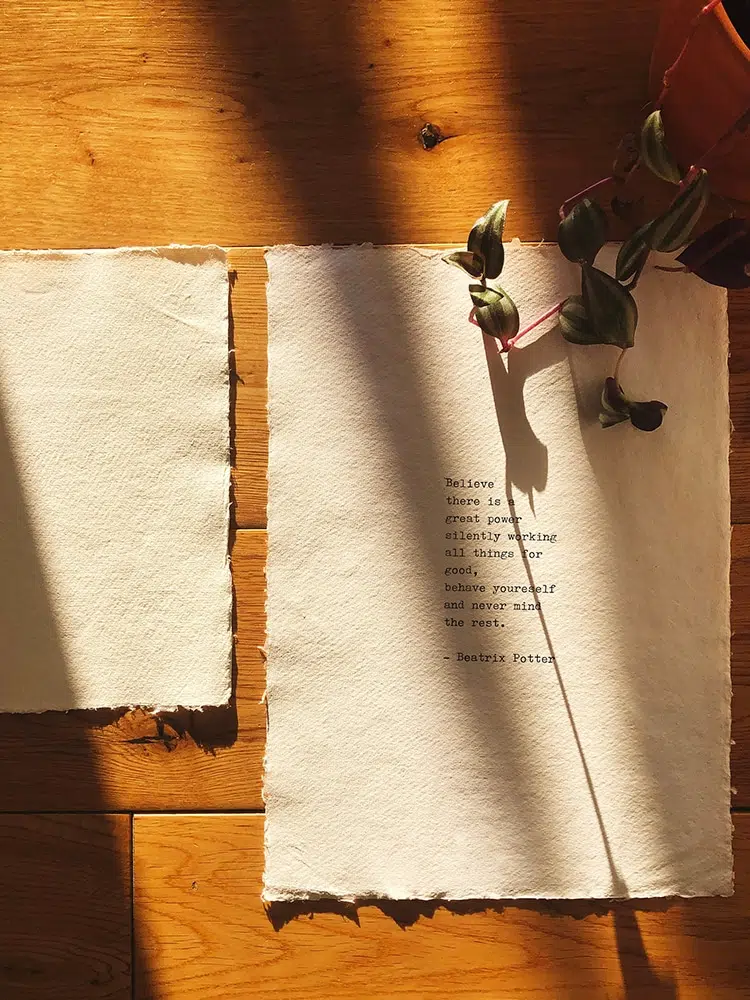 Believe
there is a
great power
silently working
all things for
good,
behave youreself
and never mind
the rest.
- Beatrix Potter